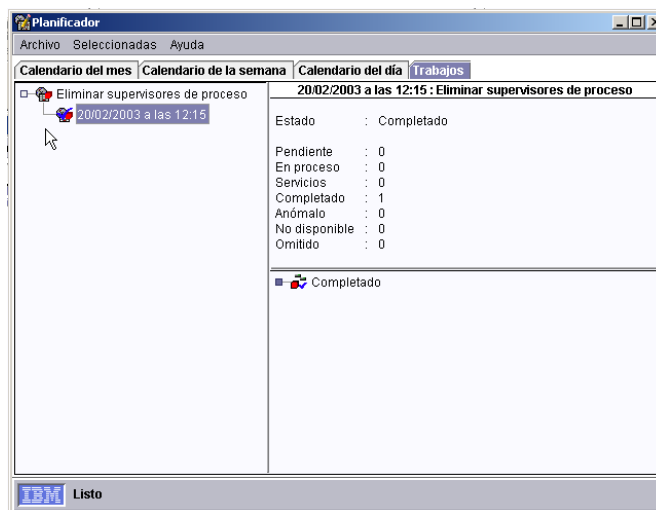 Planificador
Archivo Seleccionadas Ayuda
Calendario del mes Calendario de la semana Calendario del día Trabajos
Eliminar supervisores de proceso
20/02/2003 a las 12:15
20/02/2003 a las 12:15 : Eliminar supervisores de proceso
Estado : Completado
Pendiente : 0
En proceso : 0
Servicios : 0
Completado : 1
Anómalo : 0
No disponible : 0
Omitido : 0
Completado
IBM Listo